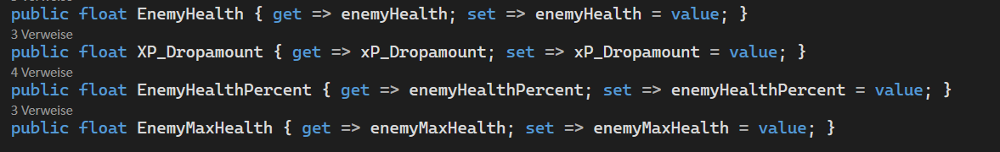 public float EnemyHealth { get => enemyHealth; set => enemyHealth = value; }
3 Verweise
public float XP_Dropamount { get => xP_Dropamount; set => xP_Dropamount = value; }
4 Verweise
public float EnemyHealthPercent { get => enemyHealthPercent; set => enemyHealthPercent = value; }
3 Verweise
public float EnemyMaxHealth { get => enemyMaxHealth; set => enemyMaxHealth = value; }